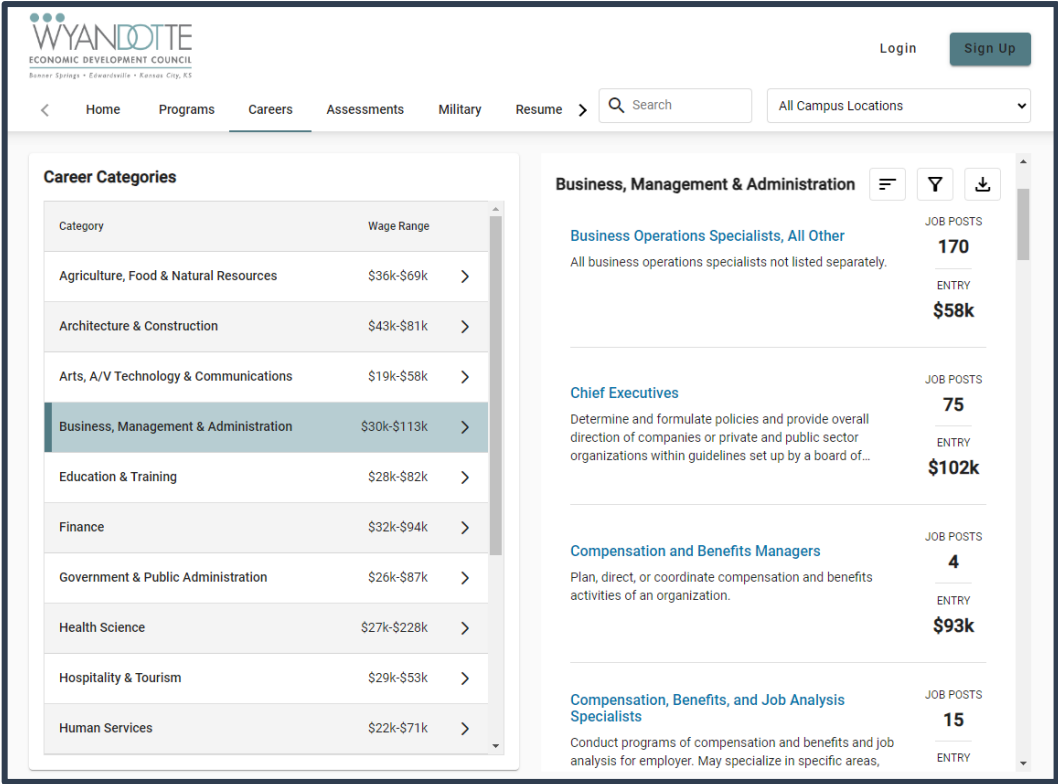 WYANDOTTE
ECONOMIC DEVELOPMENT COUNCIL
Bonner Springs • Edwardsville • Kansas City, KS
Login
Sign Up
Home
Programs
Careers
Assessments
Military
Resume
Search
All Campus Locations
Career Categories
Category Wage Range
Agriculture, Food & Natural Resources $36k-$69k
Architecture & Construction $43k-$81k
Arts, A/V Technology & Communications $19k-$58k
Business, Management & Administration $30k-$113k
Education & Training $28k-$82k
Finance $32k-$94k
Government & Public Administration $26k-$87k
Health Science $27k-$228k
Hospitality & Tourism $29k-$53k
Human Services $22k-$71k
Business, Management & Administration
Business Operations Specialists, All Other
All business operations specialists not listed separately.
JOB POSTS
170
ENTRY
$58k
Chief Executives
Determine and formulate policies and provide overall
direction of companies or private and public sector
organizations within guidelines set up by a board of...
JOB POSTS
75
ENTRY
$102k
Compensation and Benefits Managers
Plan, direct, or coordinate compensation and benefits
activities of an organization.
JOB POSTS
4
ENTRY
$93k
Compensation, Benefits, and Job Analysis
Specialists
Conduct programs of compensation and benefits and job
analysis for employer. May specialize in specific areas,
JOB POSTS
15
ENTRY